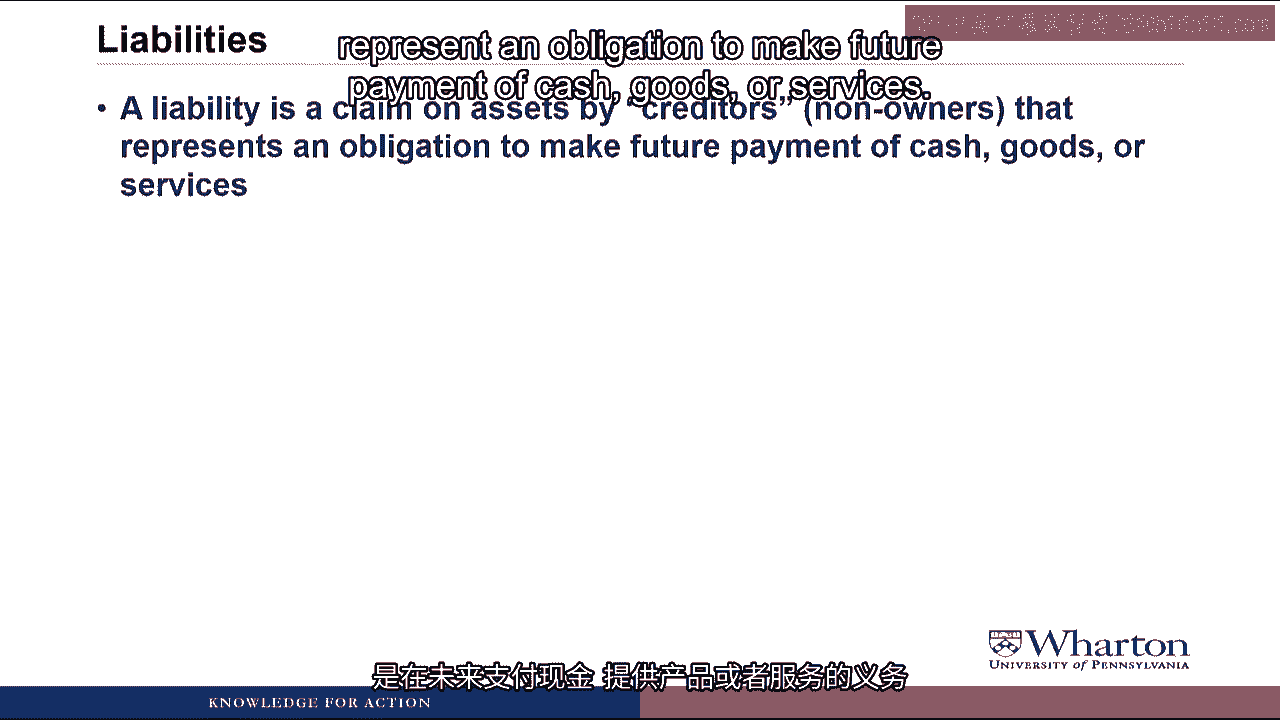 Liabilities
represent an obligation to make future
payment of cash, goods, or services.
• A liability is a claim on assets by “creditors” (non-owners) that
represents an obligation to make future payment of cash, goods, or
services
Wharton
UNIVERSITY of PENNSYLVANIA
是在未来支付现金 提供产品或者服务的义务
KNOWLEDGE FOR ACTION